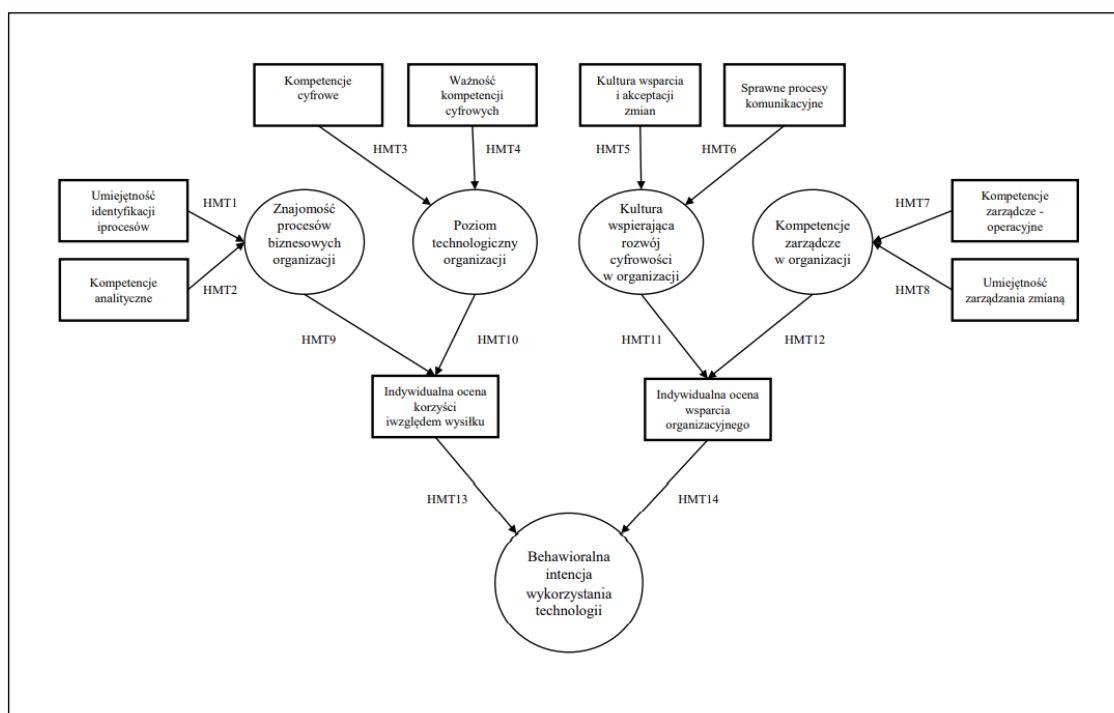 Kompetencje
cyfrowe
Ważność
kompetencji
cyfrowych
Kultura wsparcia
i akceptacji
zmian
Sprawne procesy
komunikacyjne
HMT3
HMT4
HMT5
HMT6
Umiejętność
identyfikacji
iprocesów
HMT1
Kompetencje
analityczne
HMT2
Znajomość
procesów
biznesowych
organizacji
Poziom
technologiczny
organizacji
Kultura
wspierająca
rozwój
cyfrowości
w organizacji
Kompetencje
zarządcze
w organizacji
HMT7
Kompetencje
zarządcze -
operacyjne
HMT8
Umiejętność
zarządzania zmianą
HMT9
HMT10
HMT11
HMT12
Indywidualna ocena
korzyści
iwzględem wysiłku
Indywidualna ocena
wsparcia
organizacyjnego
HMT13
HMT14
Behawioralna
intencja
wykorzystania
technologii